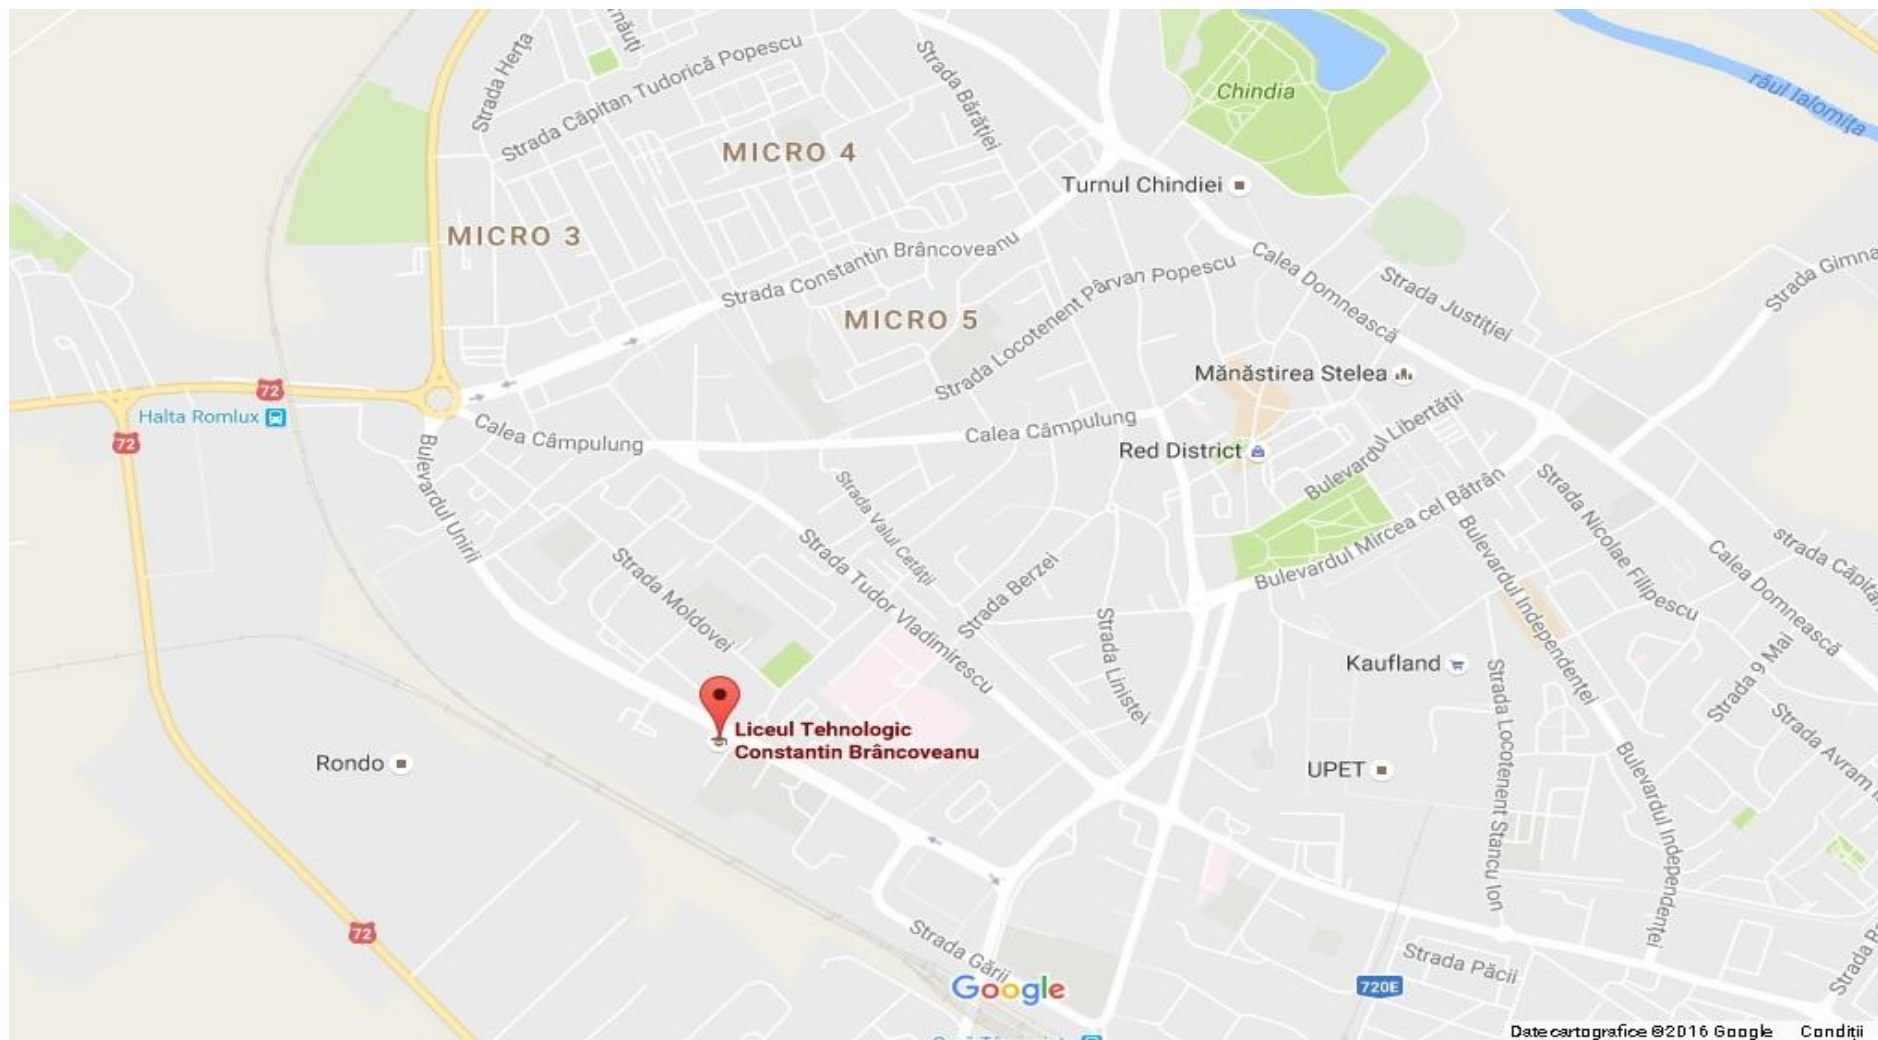 Strada Herța
Strada Căpitan Tudorică Popescu
Strada Bărăției
Chindia
râul Ialomița
MICRO 4
Turnul Chindiei
MICRO 3
Strada Constantin Brâncoveanu
Calea Domnească
Strada Justiției
Strada Gimna
Strada Locotenent Pârvan Popescu
MICRO 5
72
Halta Romlux
72
Mănăstirea Stelea
Calea Câmpulung
Calea Câmpulung
Red District
Bulevardul Libertății
Bulevardul Unirii
Strada Valul Cetății
Bulevardul Mircea cel Bătrân
Strada Nicolae Filipescu
Strada Moldovei
Strada Tudor Vladimirescu
Strada Berzei
Strada Liniștei
Bulevardul Independenței
Calea Domnească
strada Căpitan
Kaufland
Strada 9 Mai
Strada Locotenent Stancu Ion
Strada Avram
Liceul Tehnologic
Constantin Brâncoveanu
Rondo
UPET
Bulevardul Independenței
72
Strada Gării
Strada Păcii
Google
720E
Date cartografice ©2016 Google Condiții